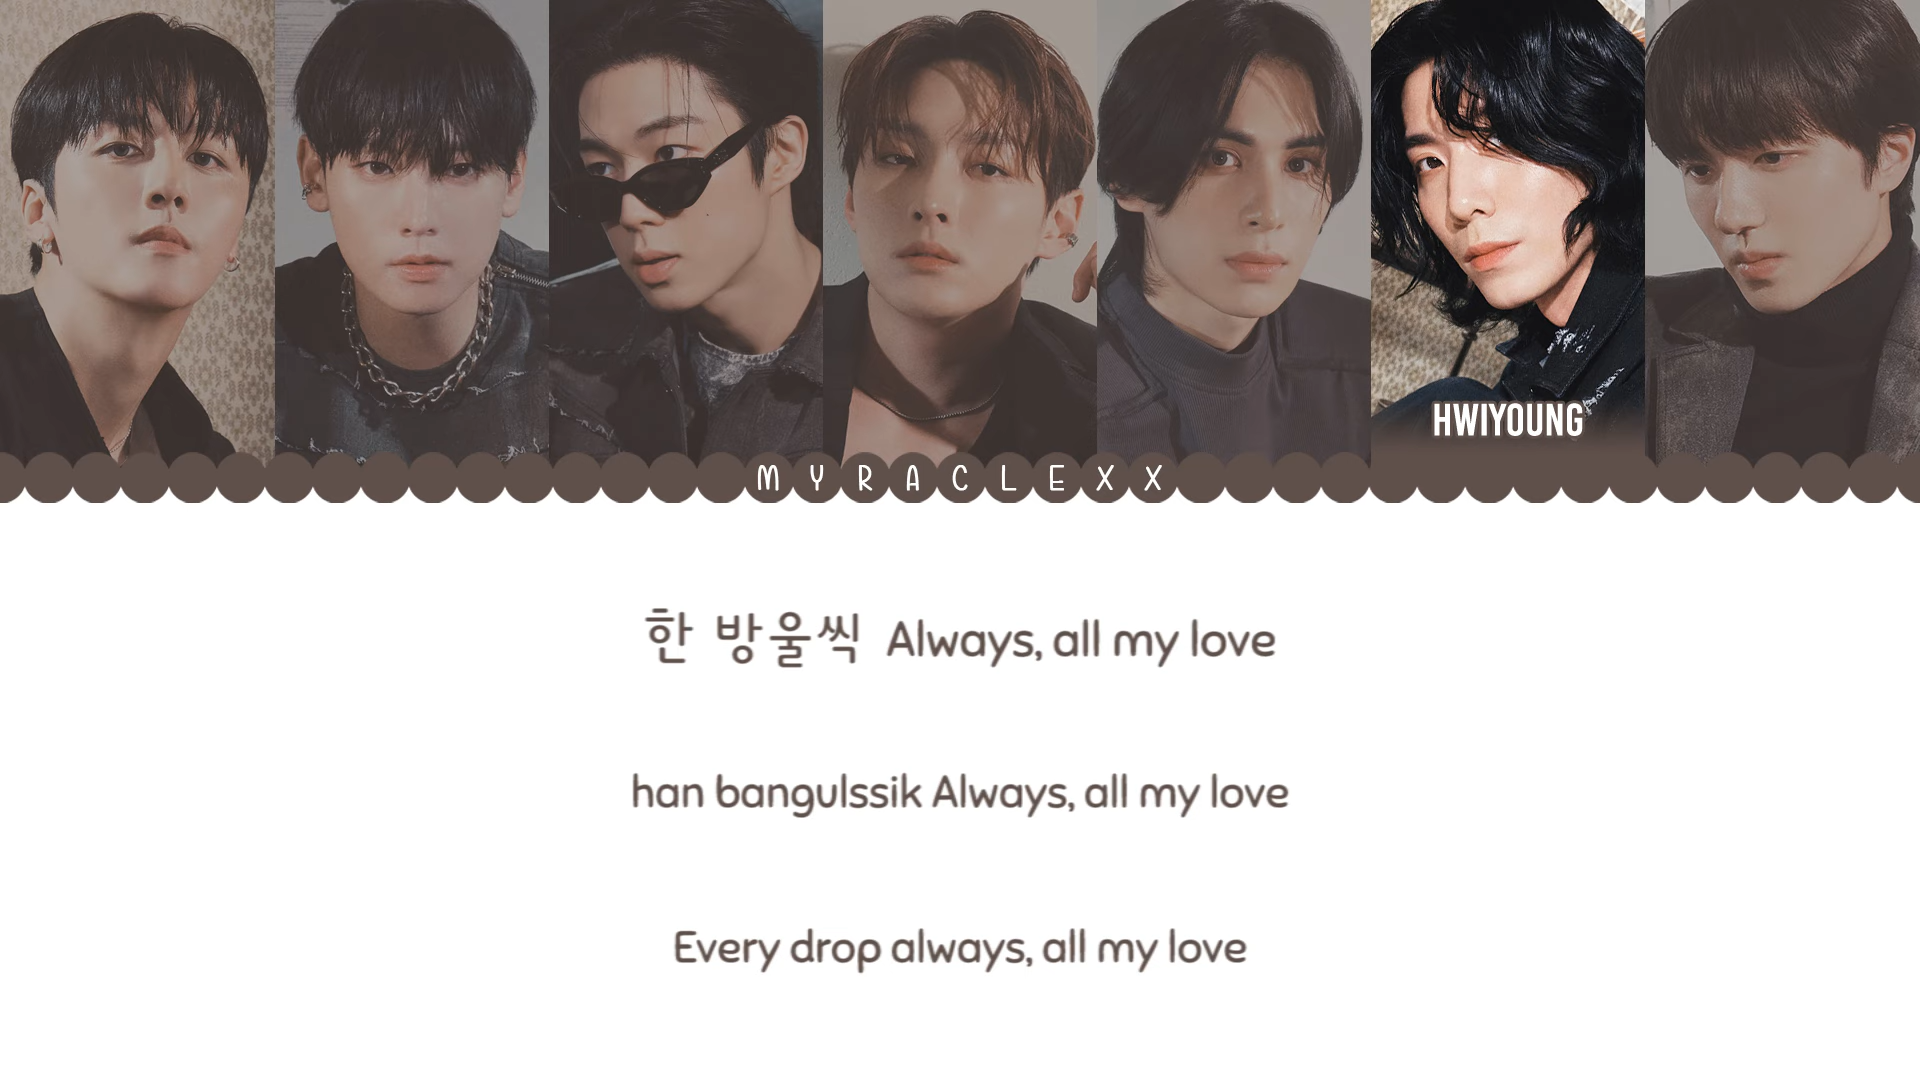 HWIYOUNG
MYRACLEXX
한 방울씩 Always, all my love
han bangulssik Always, all my love
Every drop always, all my love